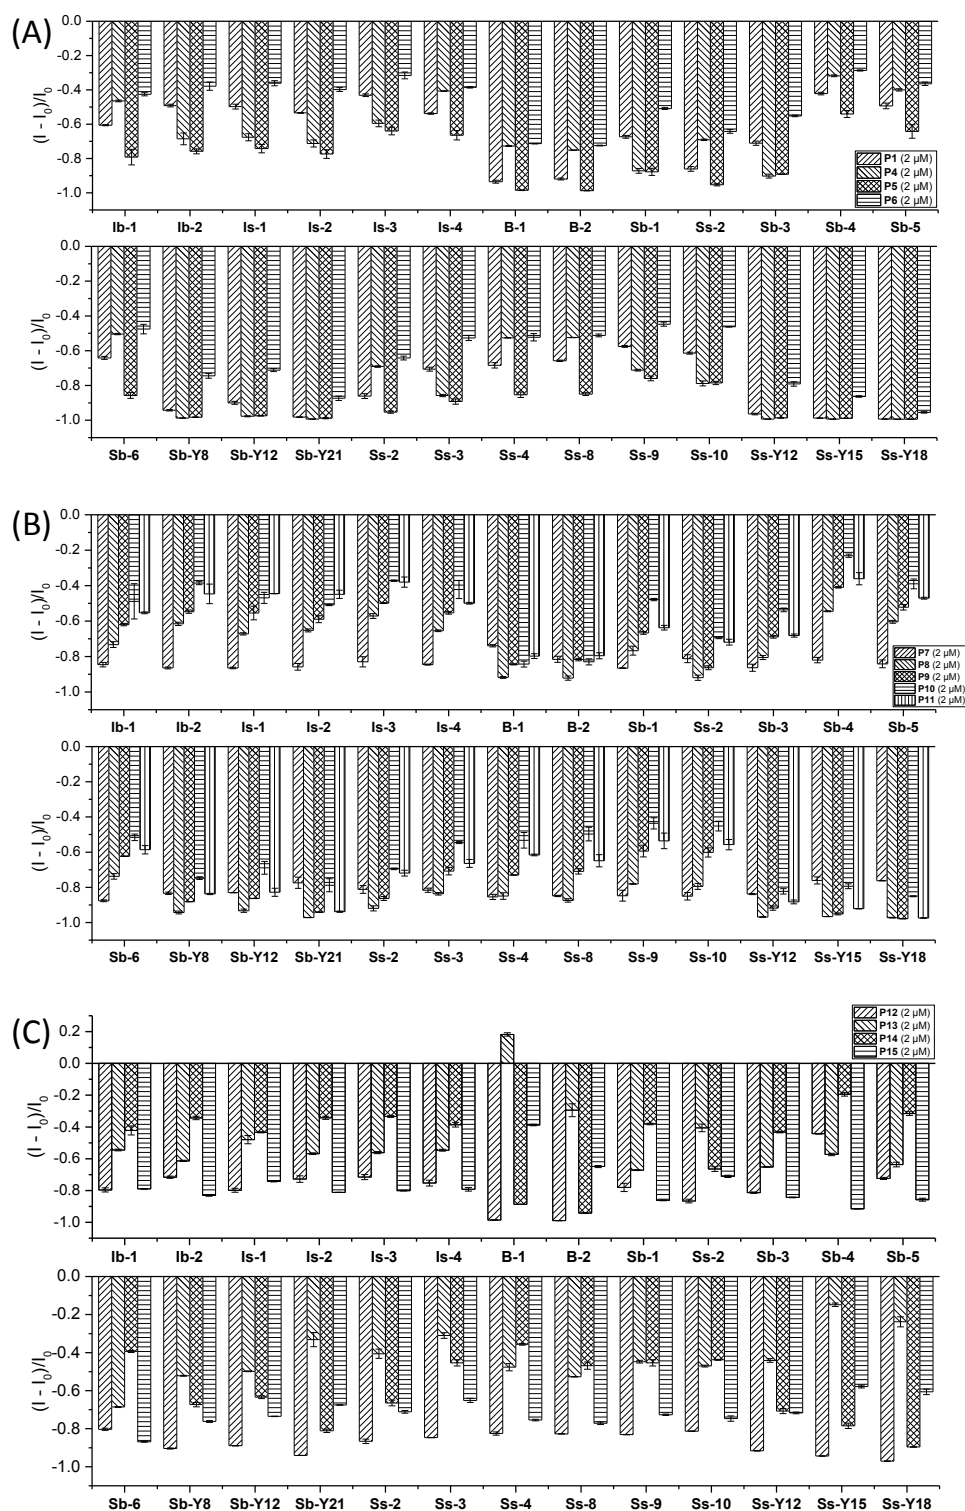 (A)
0.0
-0.2
-0.4
-0.6
-0.8
-1.0
(I - I0)/I0
P1 (2 µM)
P4 (2 µM)
P5 (2 µM)
P6 (2 µM)
Ib-1 Ib-2 Is-1 Is-2 Is-3 Is-4 B-1 B-2 Sb-1 Ss-2 Sb-3 Sb-4 Sb-5
0.0
-0.2
-0.4
-0.6
-0.8
-1.0
(I - I0)/I0
Sb-6 Sb-Y8 Sb-Y12 Sb-Y21 Ss-2 Ss-3 Ss-4 Ss-8 Ss-9 Ss-10 Ss-Y12 Ss-Y15 Ss-Y18
(B)
0.0
-0.2
-0.4
-0.6
-0.8
-1.0
(I - I0)/I0
P7 (2 µM)
P8 (2 µM)
P9 (2 µM)
P10 (2 µM)
P11 (2 µM)
Ib-1 Ib-2 Is-1 Is-2 Is-3 Is-4 B-1 B-2 Sb-1 Ss-2 Sb-3 Sb-4 Sb-5
0.0
-0.2
-0.4
-0.6
-0.8
-1.0
(I - I0)/I0
Sb-6 Sb-Y8 Sb-Y12 Sb-Y21 Ss-2 Ss-3 Ss-4 Ss-8 Ss-9 Ss-10 Ss-Y12 Ss-Y15 Ss-Y18
(C)
0.2
0.0
-0.2
-0.4
-0.6
-0.8
-1.0
(I - I0)/I0
P12 (2 µM)
P13 (2 µM)
P14 (2 µM)
P15 (2 µM)
Ib-1 Ib-2 Is-1 Is-2 Is-3 Is-4 B-1 B-2 Sb-1 Ss-2 Sb-3 Sb-4 Sb-5
0.0
-0.2
-0.4
-0.6
-0.8
-1.0
(I - I0)/I0
Sb-6 Sb-Y8 Sb-Y12 Sb-Y21 Ss-2 Ss-3 Ss-4 Ss-8 Ss-9 Ss-10 Ss-Y12 Ss-Y15 Ss-Y18